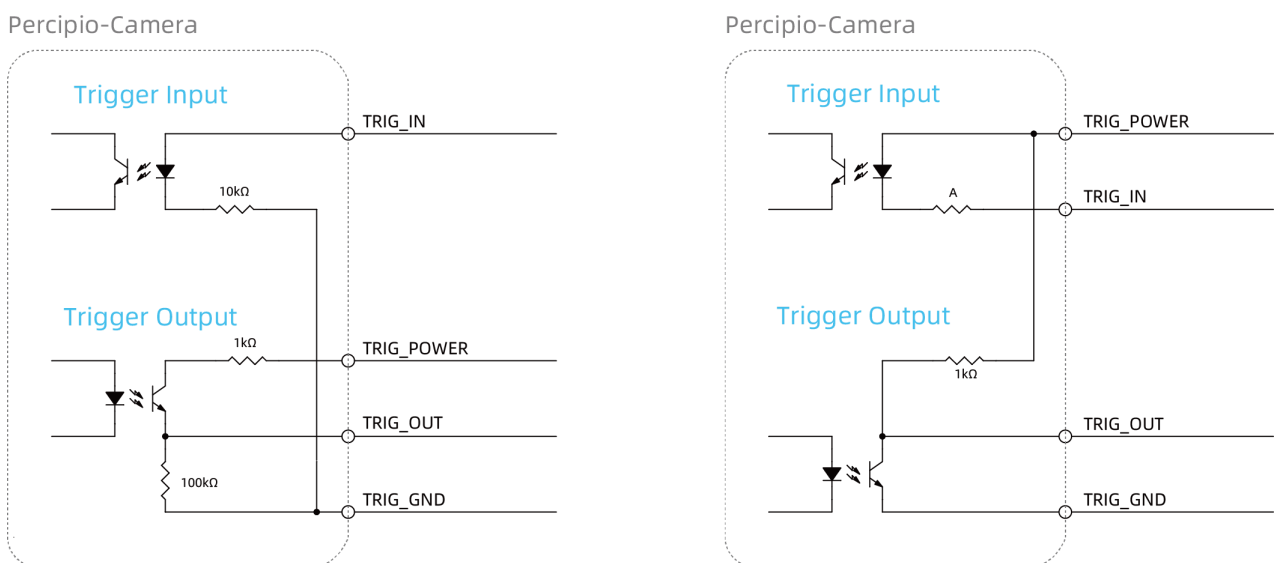 Percipio-Camera
Trigger Input
TRIG_IN
10kΩ
Trigger Output
1kΩ
TRIG_POWER
TRIG_OUT
100kΩ
TRIG_GND
Percipio-Camera
Trigger Input
TRIG_POWER
A
TRIG_IN
Trigger Output
1kΩ
TRIG_OUT
TRIG_GND